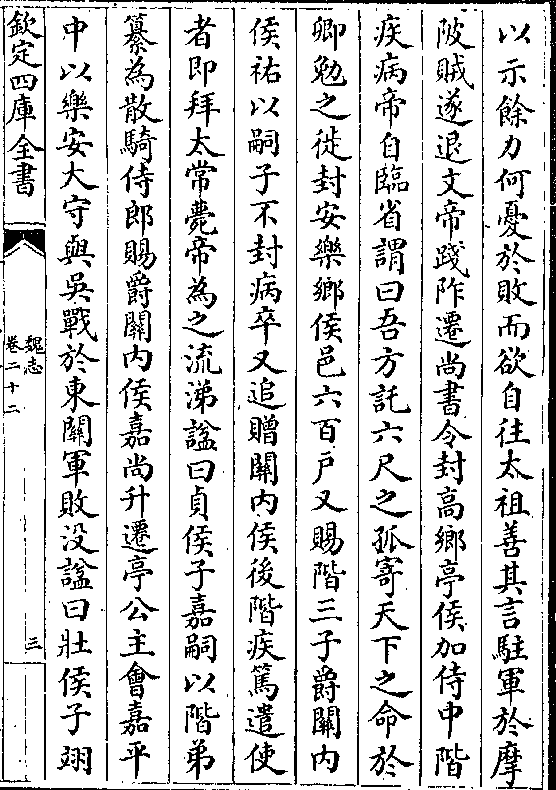 以示餘力何憂於敗而欲自往太祖善其言駐軍於摩
陂賊遂退文帝踐阼遷尚書令封高鄉亭侯加侍中階
疾病帝自臨省謂曰吾方託六尺之孤寄天下之命於
卿勉之徙封安樂鄉侯邑六百戶又賜階三子爵關內
侯祐以嗣子不封病卒又追贈關內侯後階疾篤遣使
者即拜太常薨帝為之流涕諡曰貞侯子嘉嗣以階弟
纂為散騎侍郎賜爵關內侯嘉尚升遷亭公主會嘉平
中以樂安大守與吳戰於東關軍敗没諡曰壯侯子翊
欽定四庫全書
魏志
卷二十二
三